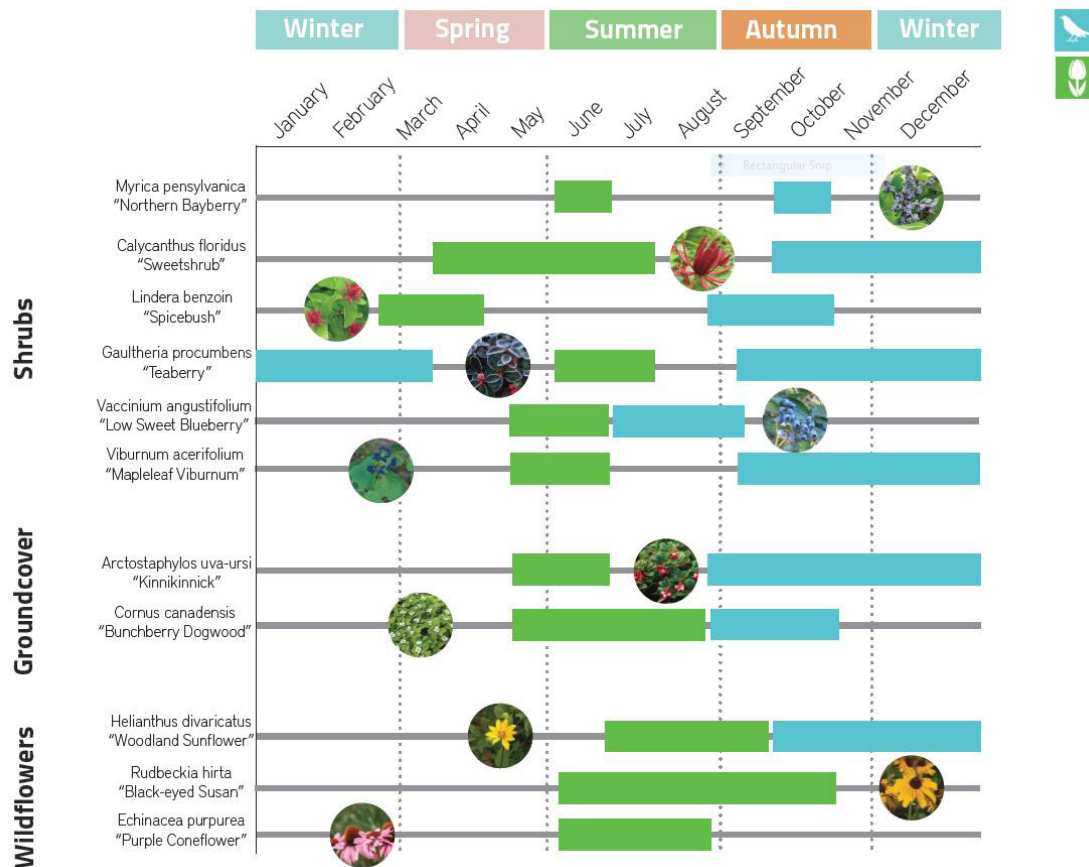 Winter Spring Summer Autumn Winter
January February March April May June July August September October November December
Rectangular Snip
Shrubs
Myrica pensylvanica
“Northern Bayberry”
Calycanthus floridus
“Sweetshrub”
Lindera benzoin
“Spicebush”
Gaultheria procumbens
“Teaberry”
Vaccinium angustifolium
“Low Sweet Blueberry”
Viburnum acerifolium
“Mapleleaf Viburnum”
Groundcover
Arctostaphylos uva-ursi
“Kinnikinnick”
Cornus canadensis
“Bunchberry Dogwood”
Wildflowers
Helianthus divaricatus
“Woodland Sunflower”
Rudbeckia hirta
“Black-eyed Susan”
Echinacea purpurea
“Purple Coneflower”